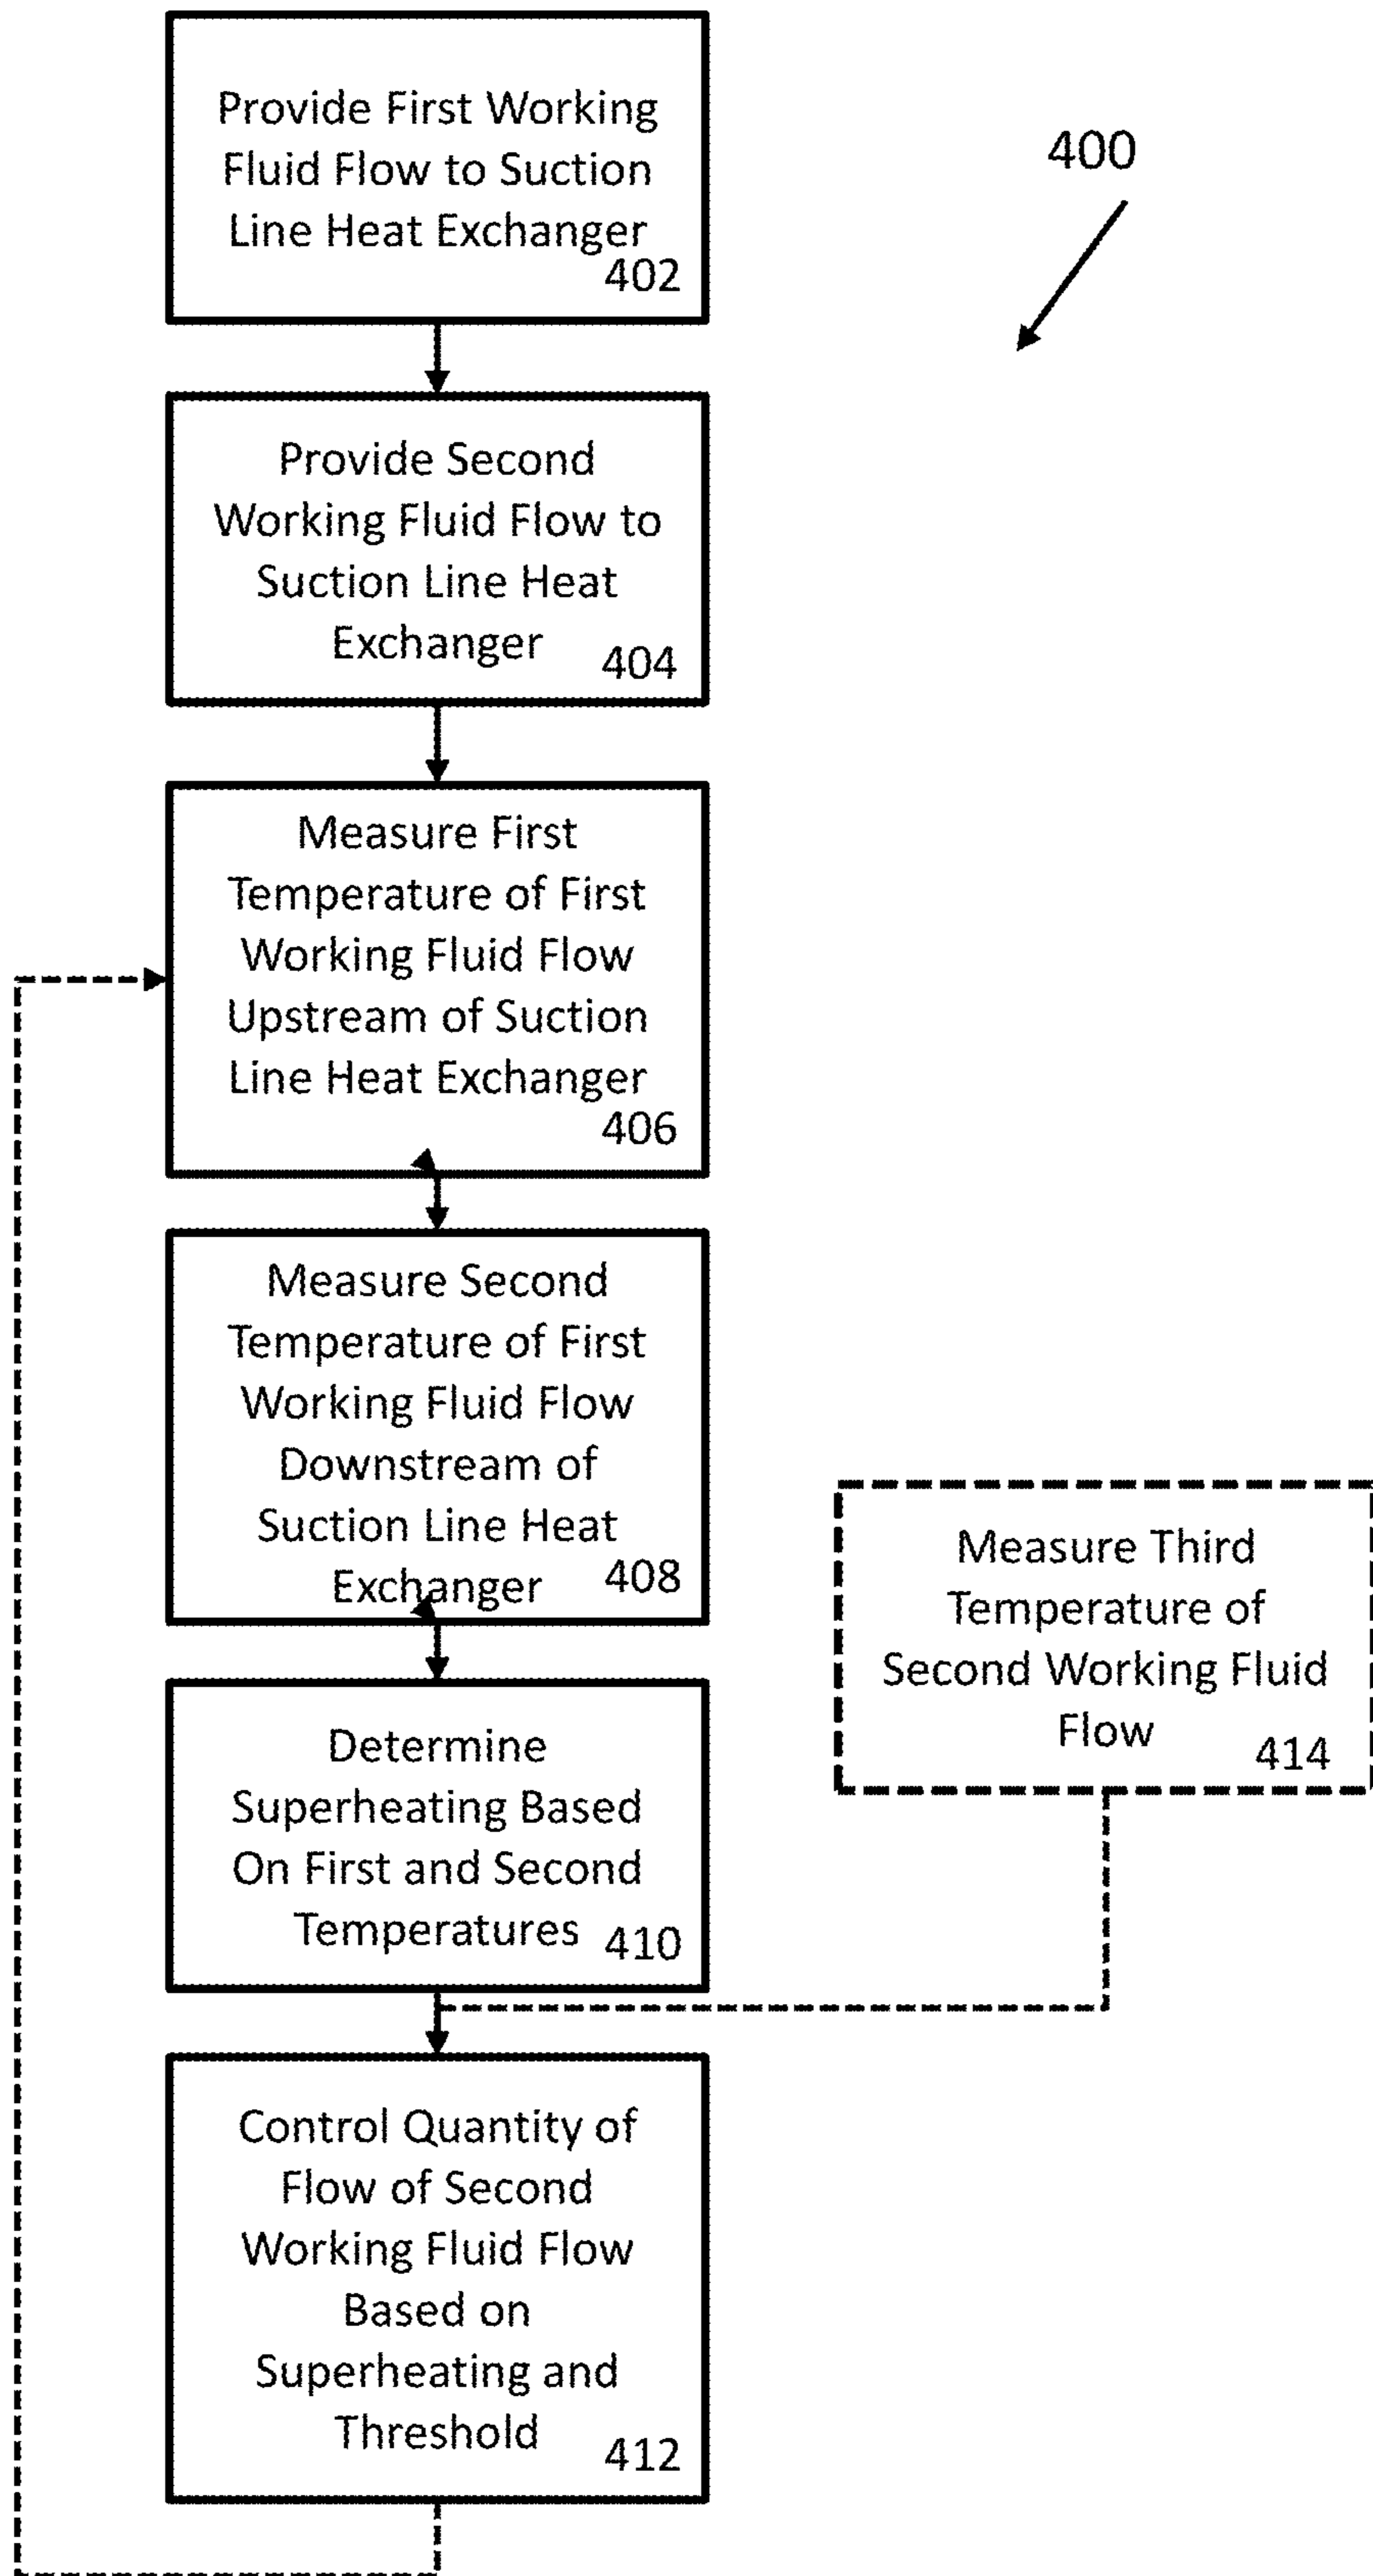 Provide First Working
Fluid Flow to Suction
Line Heat Exchanger
402
400
Provide Second
Working Fluid Flow to
Suction Line Heat
Exchanger
404
Measure First
Temperature of First
Working Fluid Flow
Upstream of Suction
Line Heat Exchanger
406
Measure Second
Temperature of First
Working Fluid Flow
Downstream of
Suction Line Heat
Exchanger
408
Measure Third
Temperature of
Second Working Fluid
Flow
414
Determine
Superheating Based
On First and Second
Temperatures
410
Control Quantity of
Flow of Second
Working Fluid Flow
Based on
Superheating and
Threshold
412